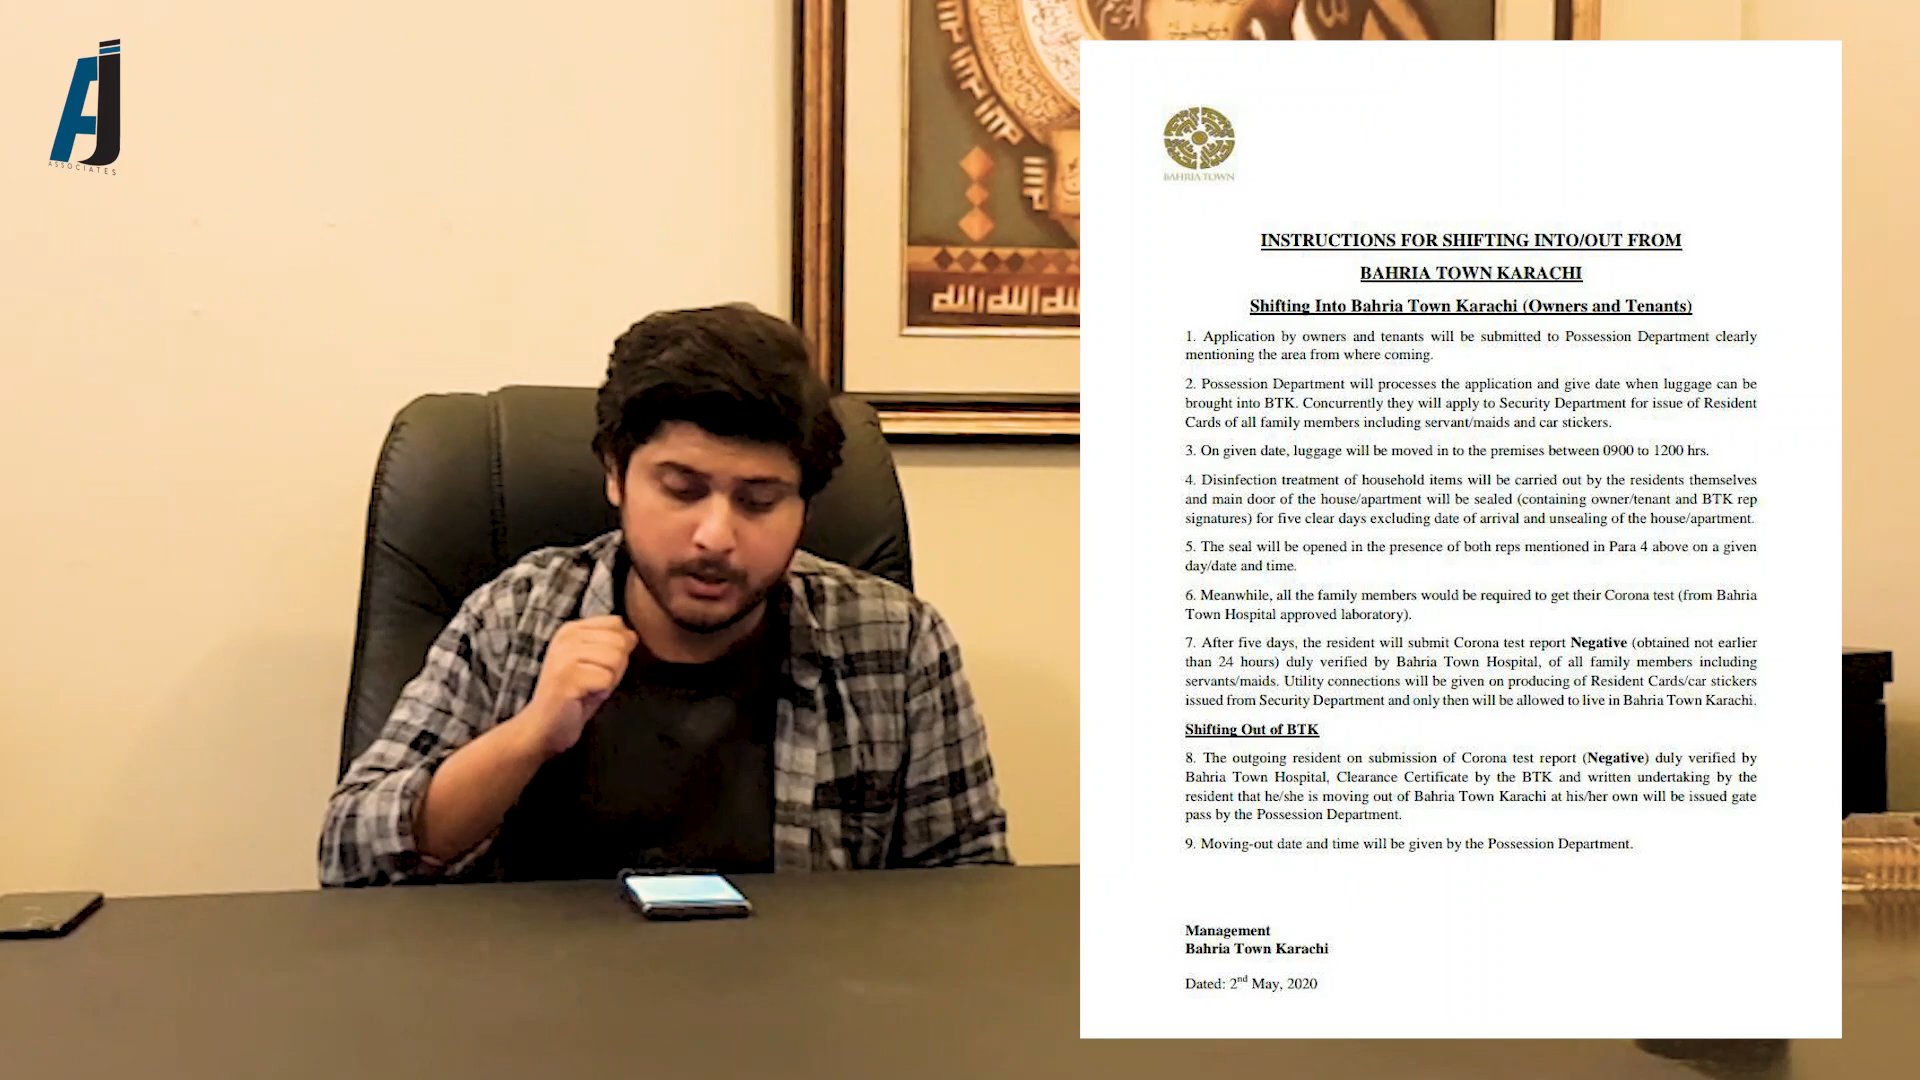 AJ
ASSOCIATES
BAHRIA TOWN
INSTRUCTIONS FOR SHIFTING INTO/OUT FROM
BAHRIA TOWN KARACHI
Shifting Into Bahria Town Karachi (Owners and Tenants)
1. Application by owners and tenants will be submitted to Possession Department clearly
mentioning the area from where coming.
2. Possession Department will processes the application and give date when luggage can be
brought into BTK. Concurrently they will apply to Security Department for issue of Resident
Cards of all family members including servant/maids and car stickers.
3. On given date, luggage will be moved in to the premises between 0900 to 1200 hrs.
4. Disinfection treatment of household items will be carried out by the residents themselves
and main door of the house/apartment will be sealed (containing owner/tenant and BTK rep
signatures) for five clear days excluding date of arrival and unsealing of the house/apartment.
5. The seal will be opened in the presence of both reps mentioned in Para 4 above on a given
day/date and time.
6. Meanwhile, all the family members would be required to get their Corona test (from Bahria
Town Hospital approved laboratory).
7. After five days, the resident will submit Corona test report Negative (obtained not earlier
than 24 hours) duly verified by Bahria Town Hospital, of all family members including
servants/maids. Utility connections will be given on producing of Resident Cards/car stickers
issued from Security Department and only then will be allowed to live in Bahria Town Karachi.
Shifting Out of BTK
8. The outgoing resident on submission of Corona test report (Negative) duly verified by
Bahria Town Hospital, Clearance Certificate by the BTK and written undertaking by the
resident that he/she is moving out of Bahria Town Karachi at his/her own will be issued gate
pass by the Possession Department.
9. Moving-out date and time will be given by the Possession Department.
Management
Bahria Town Karachi
Dated: 2nd May, 2020